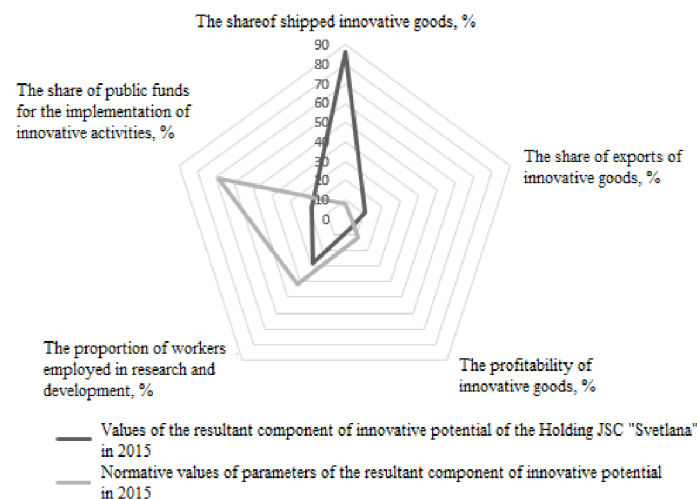 The shareof shipped innovative goods, %
90
80
70
60
50
40
30
20
10
0
The share of public funds
for the implementation of
innovative activities, %
The share of exports of
innovative goods, %
The proportion of workers
employed in research and
development, %
The profitability of
innovative goods, %
Values of the resultant component of innovative potential of the Holding JSC "Svetlana"
in 2015
Normative values of parameters of the resultant component of innovative potential
in 2015